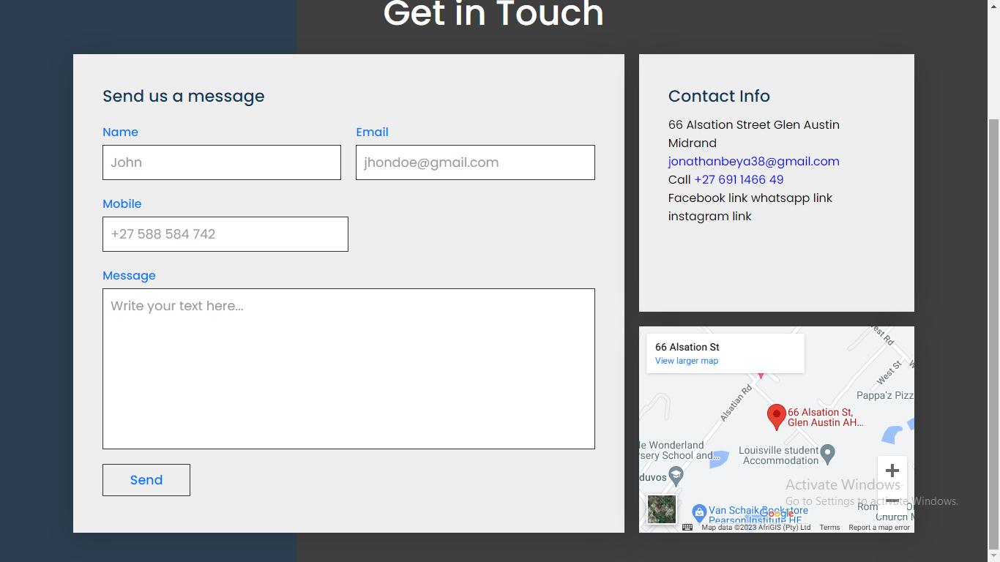 Get in Touch
Send us a message
Name
Email
John
jhondoe@gmail.com
Mobile
+27 588 584 742
Message
Write your text here...
Send
Contact Info
66 Alsation Street Glen Austin
Midrand
jonathanbeya38@gmail.com
Call +27 691 1466 49
Facebook link whatsapp link
instagram link
66 Alsation St
View larger map
West St
Pappa'z Pizz
Alsatian Rd
66 Alsation St,
Glen Austin AH...
le Wonderland
rsery School and...
Louisville student
Accommodation
duvos
Activate Windows
Go to Settings to activate Windows.
Van Schaik Bookstore
Pearson Institute HE
Google
Rom
Church M
Map data ©2023 AfriGIS (Pty) Ltd
Terms
Report a map error